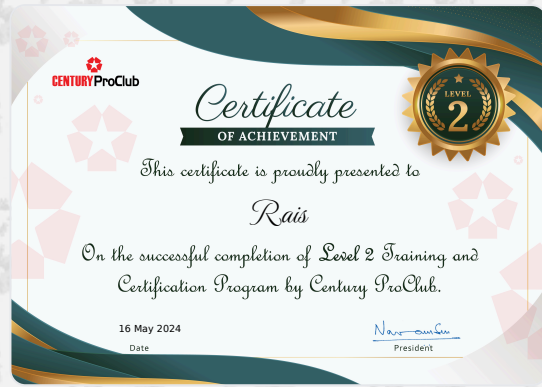 CENTURY ProClub
Certificate
OF ACHIEVEMENT
LEVEL
2
This certificate is proudly presented to
Rais
On the successful completion of Level 2 Training and
Certification Program by Century ProClub.
16 May 2024
Date
President